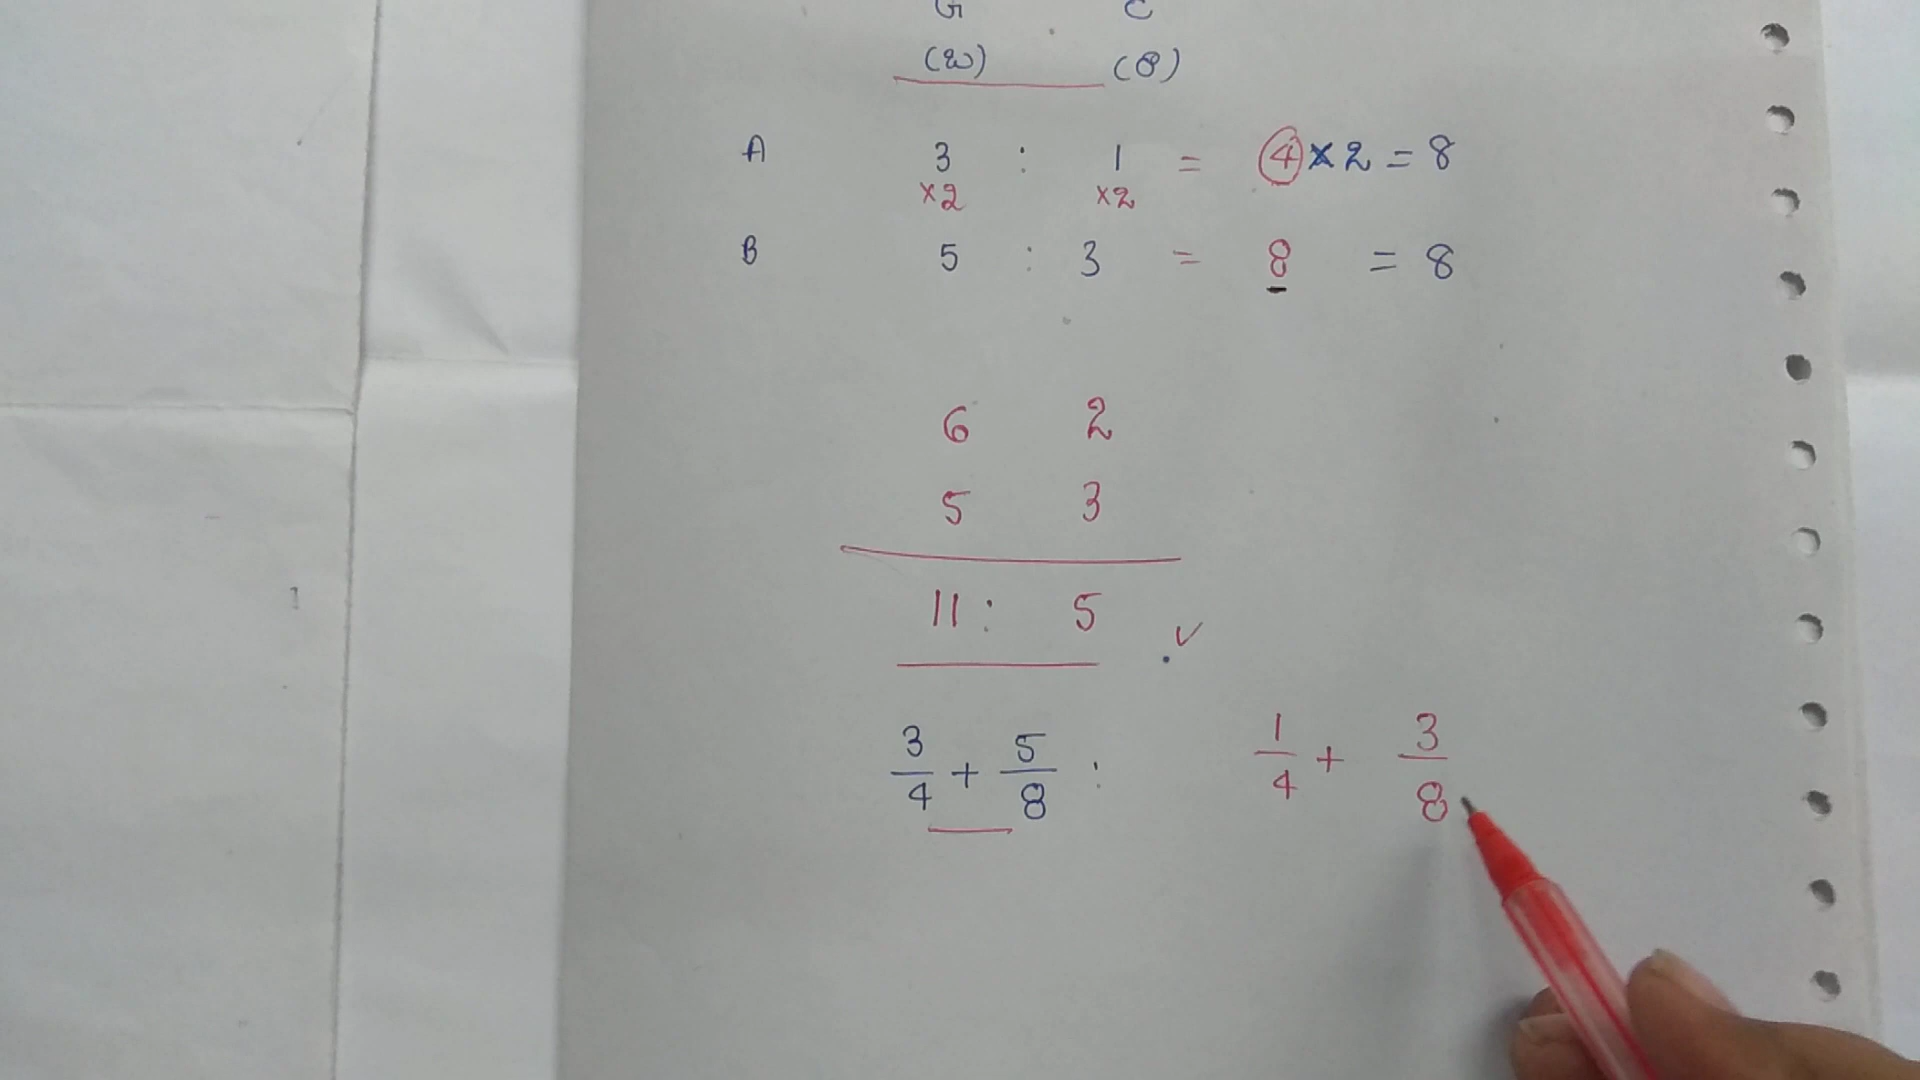 G C
A 3 : 1 = 4 × 2 = 8
×2 ×2
B 5 : 3 = 8 = 8
6 2
5 3
11 : 5 ✓
3/4 + 5/8 : 1/4 + 3/8